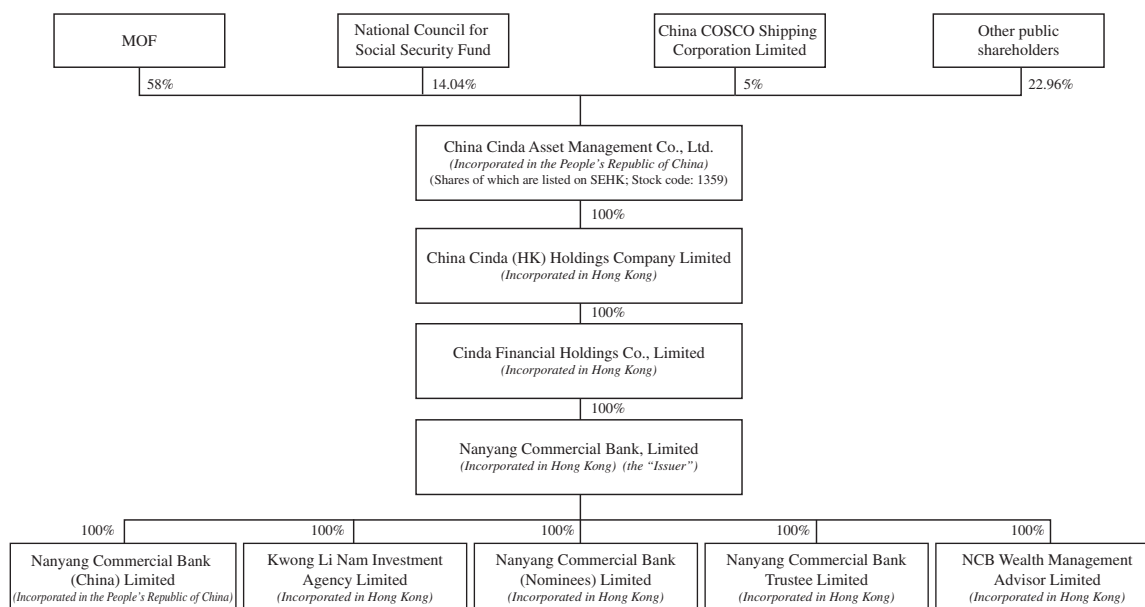 MOF
National Council for
Social Security Fund
China COSCO Shipping
Corporation Limited
Other public
shareholders
58%
14.04%
5%
22.96%
China Cinda Asset Management Co., Ltd.
(Incorporated in the People's Republic of China)
(Shares of which are listed on SEHK; Stock code: 1359)
100%
China Cinda (HK) Holdings Company Limited
(Incorporated in Hong Kong)
100%
Cinda Financial Holdings Co., Limited
(Incorporated in Hong Kong)
100%
Nanyang Commercial Bank, Limited
(Incorporated in Hong Kong) (the “Issuer”)
100%
100%
100%
100%
100%
Nanyang Commercial Bank
(China) Limited
(Incorporated in the People's Republic of China)
Kwong Li Nam Investment
Agency Limited
(Incorporated in Hong Kong)
Nanyang Commercial Bank
(Nominees) Limited
(Incorporated in Hong Kong)
Nanyang Commercial Bank
Trustee Limited
(Incorporated in Hong Kong)
NCB Wealth Management
Advisor Limited
(Incorporated in Hong Kong)